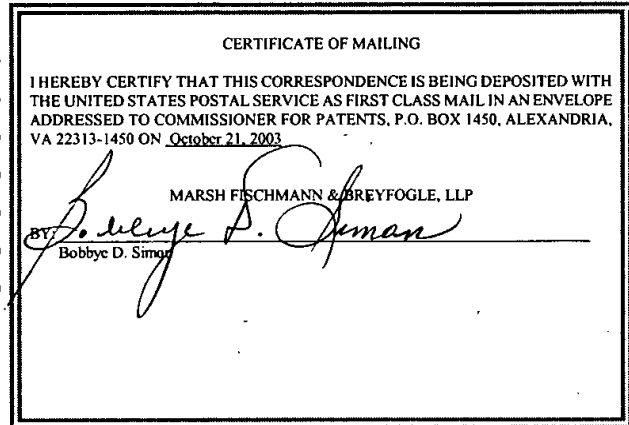 CERTIFICATE OF MAILING
I HEREBY CERTIFY THAT THIS CORRESPONDENCE IS BEING DEPOSITED WITH
THE UNITED STATES POSTAL SERVICE AS FIRST CLASS MAIL IN AN ENVELOPE
ADDRESSED TO COMMISSIONER FOR PATENTS, P.O. BOX 1450, ALEXANDRIA,
VA 22313-1450 ON October 21, 2003
MARSH FISCHMANN & BREYFOGLE, LLP
BY: Bobbye D. Siman
Bobbye D. Siman